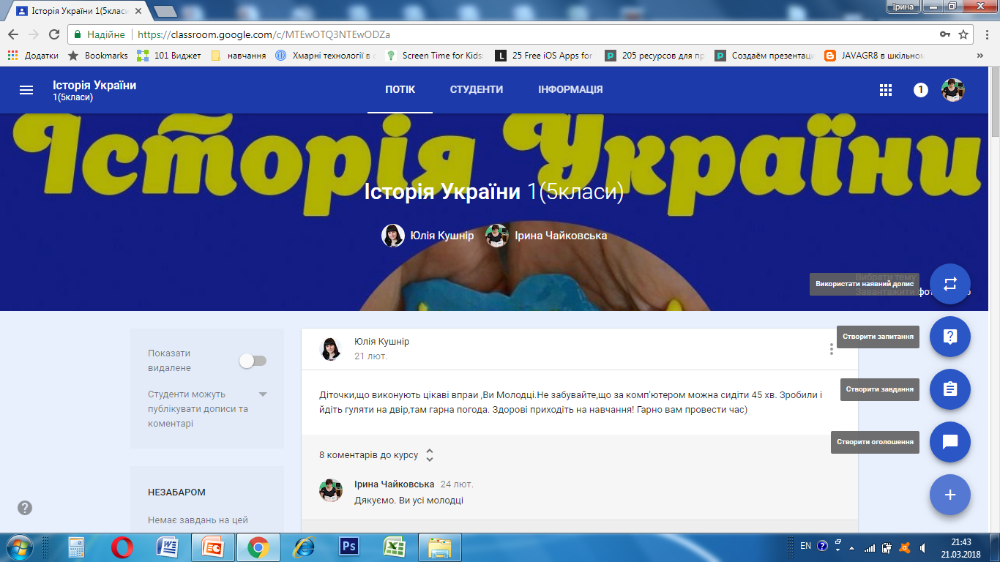 Історія України 1(5класи
Ірина
Надійне
https://classroom.google.com/c/MTEwOTQ3NTEwODZa
Додатки Bookmarks 101 Виджет навчання Хмарні технології в Screen Time for Kids: 25 Free iOS Apps for 205 ресурсов для пр Создаём презентаци JAVAGR8 в шкільном »
Історія України
1(5класи)
ПОТІК СТУДЕНТИ ІНФОРМАЦІЯ
1
Історія України
Історія України 1(5класи)
Юлія Кушнір Ірина Чайковська
Вибрати тему
Використати наявний допис
Завантажити фото
Створити запитання
Створити завдання
Створити оголошення
Показати
видалене
Студенти можуть
публікувати дописи та
коментарі
НЕЗАБАРОМ
Немає завдань на цей
Юлія Кушнір
21 лют.
Діточки,що виконують цікаві впраи ,Ви Молодці.Не забувайте,що за комп'ютером можна сидіти 45 хв. Зробили і
йдіть гуляти на двір,там гарна погода. Здорові приходіть на навчання! Гарно вам провести час)
8 коментарів до курсу
Ірина Чайковська 24 лют.
Дякуємо. Ви усі молодці
Ps
EN
21:43
21.03.2018